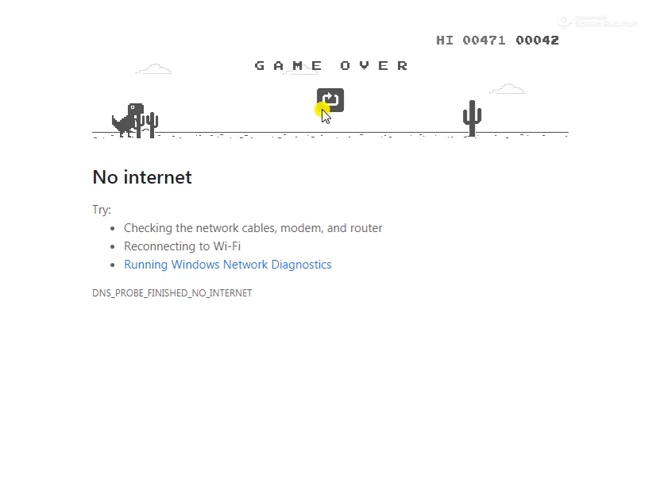 HI 00471 00042
GAME OVER
No internet
Try:
• Checking the network cables, modem, and router
• Reconnecting to Wi-Fi
• Running Windows Network Diagnostics
DNS_PROBE_FINISHED_NO_INTERNET